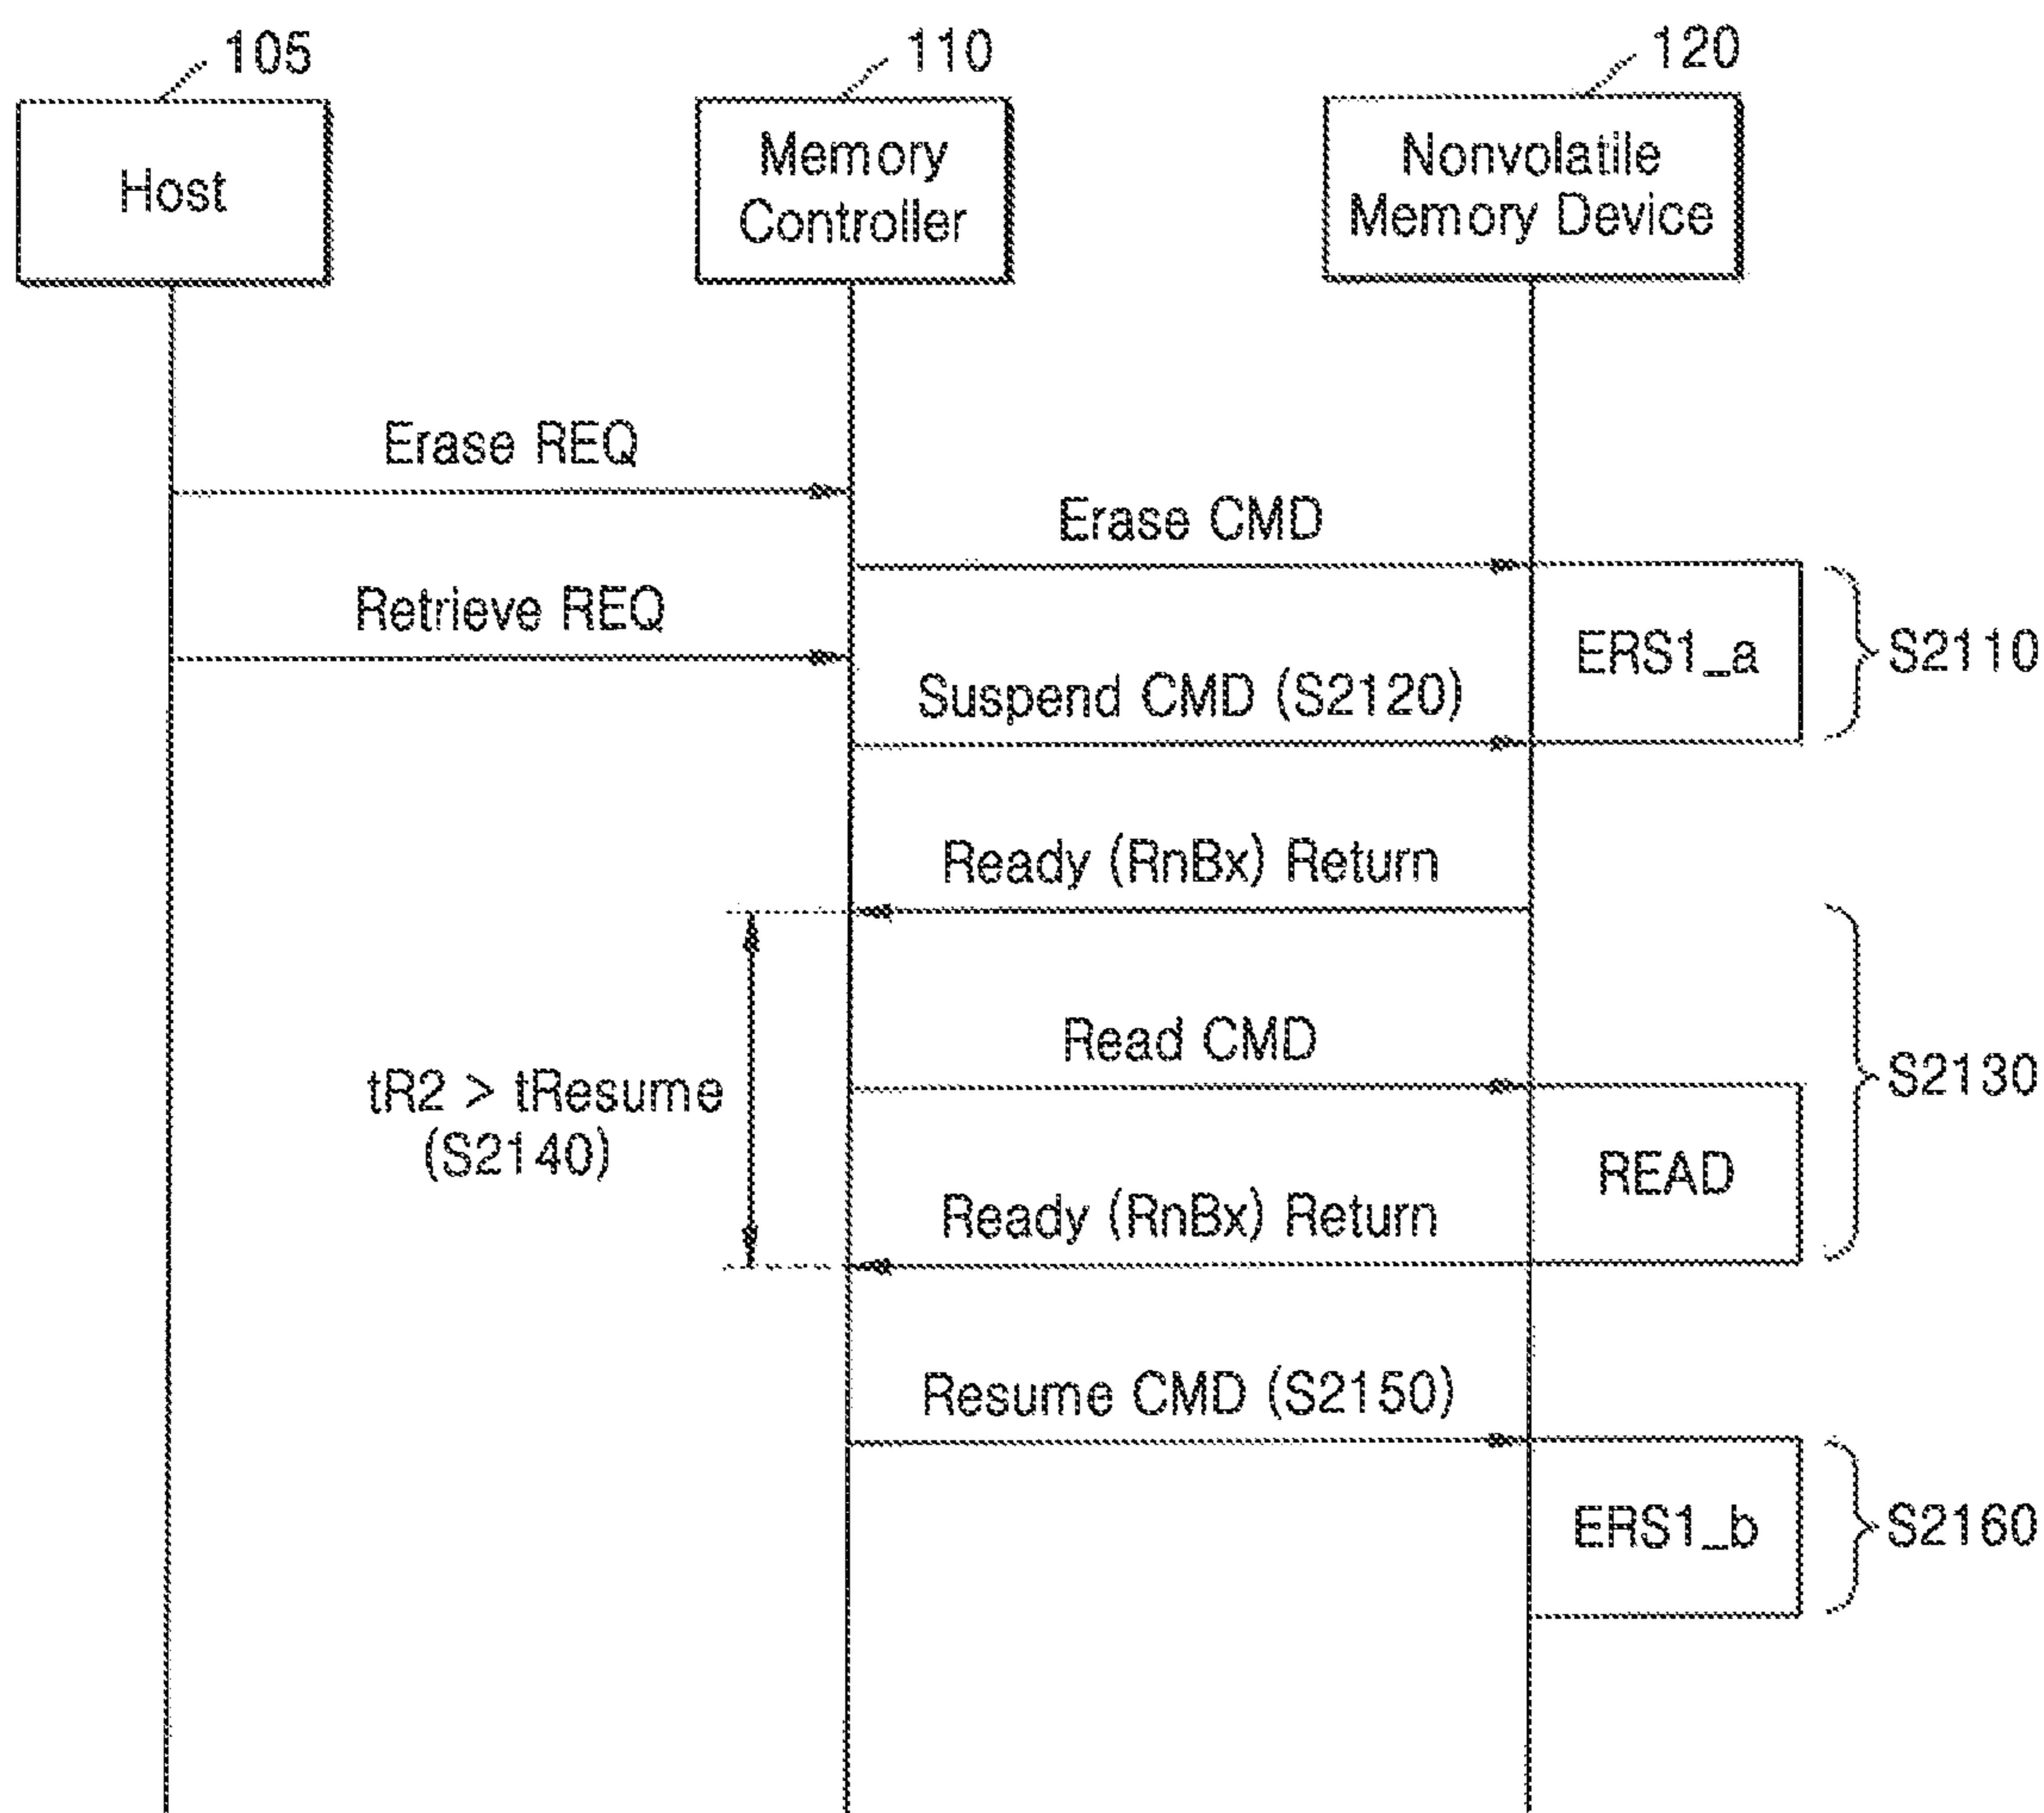 105
110
120
Host
Memory
Controller
Nonvolatile
Memory Device
Erase REQ
Erase CMD
Retrieve REQ
ERS1_a
S2110
Suspend CMD (S2120)
Ready (RnBx) Return
Read CMD
S2130
tR2 > tResume
(S2140)
READ
Ready (RnBx) Return
Resume CMD (S2150)
ERS1_b
S2160